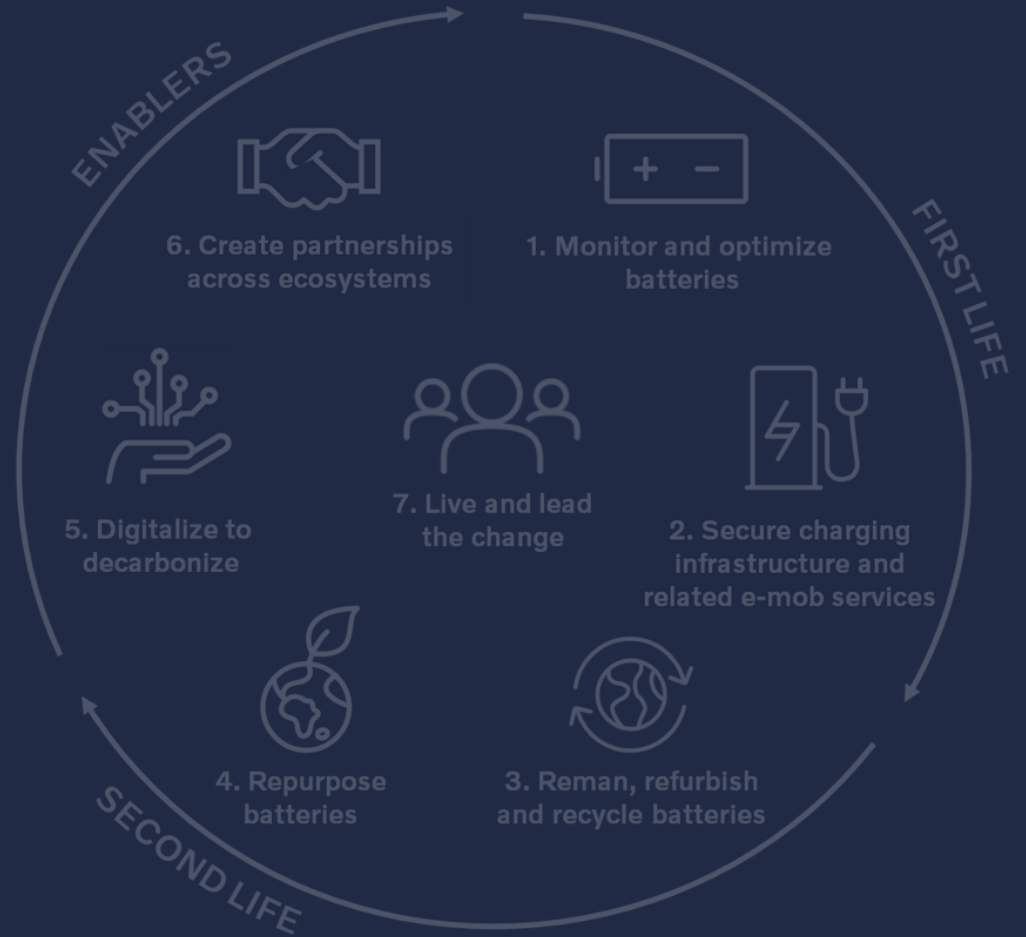 ENABLERS
FIRST LIFE
6. Create partnerships
across ecosystems
1. Monitor and optimize
batteries
5. Digitalize to
decarbonize
7. Live and lead
the change
2. Secure charging
infrastructure and
related e-mob services
4. Repurpose
batteries
3. Reman, refurbish
and recycle batteries
SECOND LIFE